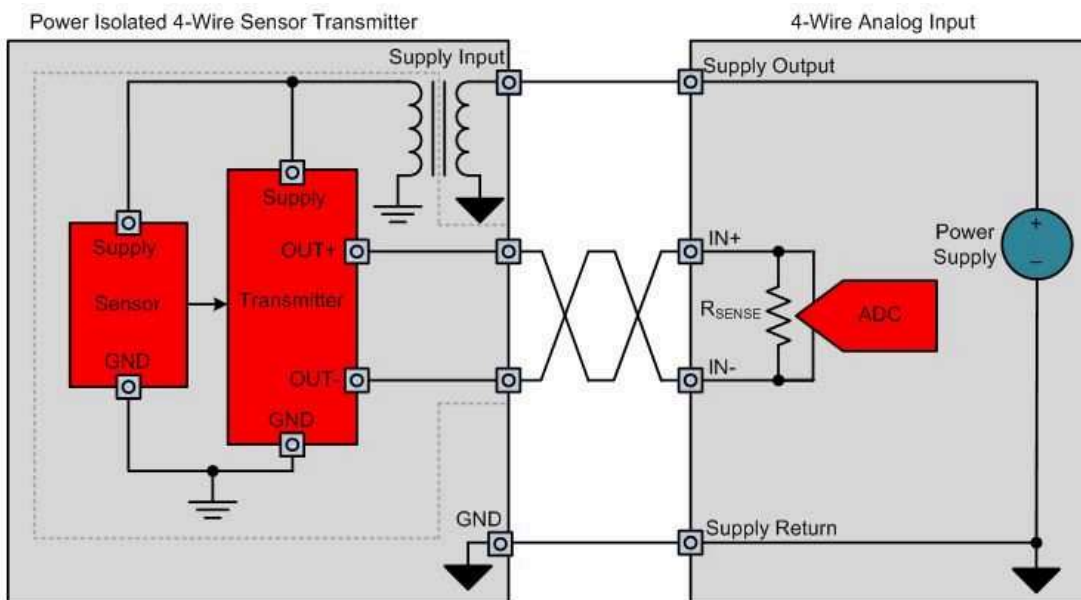 Power Isolated 4-Wire Sensor Transmitter
4-Wire Analog Input
Supply Input
Supply Output
Supply
Supply
OUT+
IN+
Power
Supply
+
–
Sensor
Transmitter
RSENSE
ADC
GND
OUT-
IN-
GND
GND
Supply Return